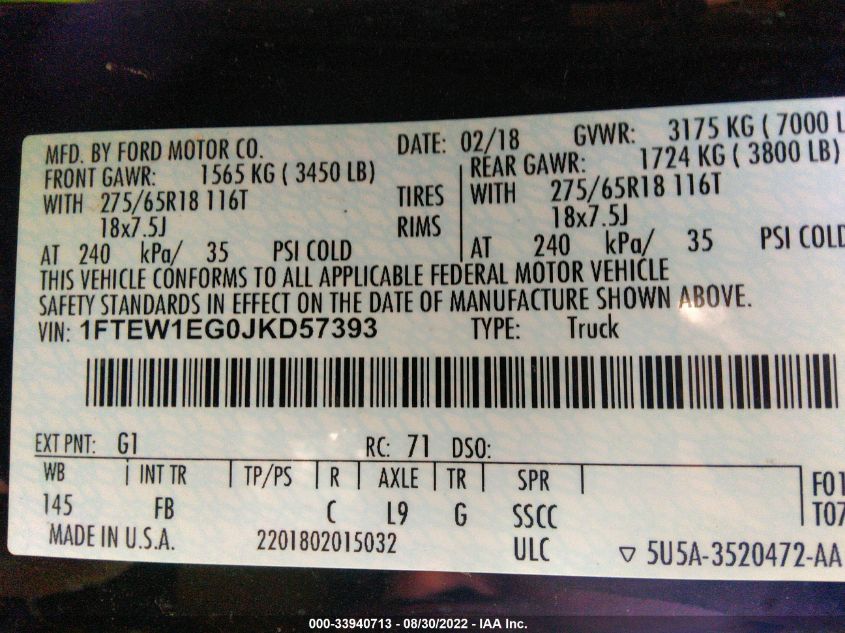 MFD. BY FORD MOTOR CO. DATE: 02/18 GVWR: 3175 KG ( 7000 L
FRONT GAWR: 1565 KG ( 3450 LB) REAR GAWR: 1724 KG ( 3800 LB)
WITH 275/65R18 116T TIRES WITH 275/65R18 116T
18x7.5J RIMS 18x7.5J
AT 240 kPa/ 35 PSI COLD AT 240 kPa/ 35 PSI COLD
THIS VEHICLE CONFORMS TO ALL APPLICABLE FEDERAL MOTOR VEHICLE
SAFETY STANDARDS IN EFFECT ON THE DATE OF MANUFACTURE SHOWN ABOVE.
VIN: 1FTEW1EG0JKD57393 TYPE: Truck
EXT PNT: G1 RC: 71 DSO:
WB INT TR TP/PS R AXLE TR SPR F01
145 FB C L9 G SSCC T07
MADE IN U.S.A. 2201802015032 ULC ▽ 5U5A-3520472-AA
000-33940713 - 08/30/2022 - IAA Inc.